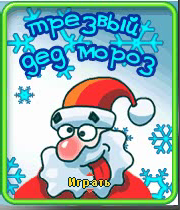 трезвый
дед мороз
Играть